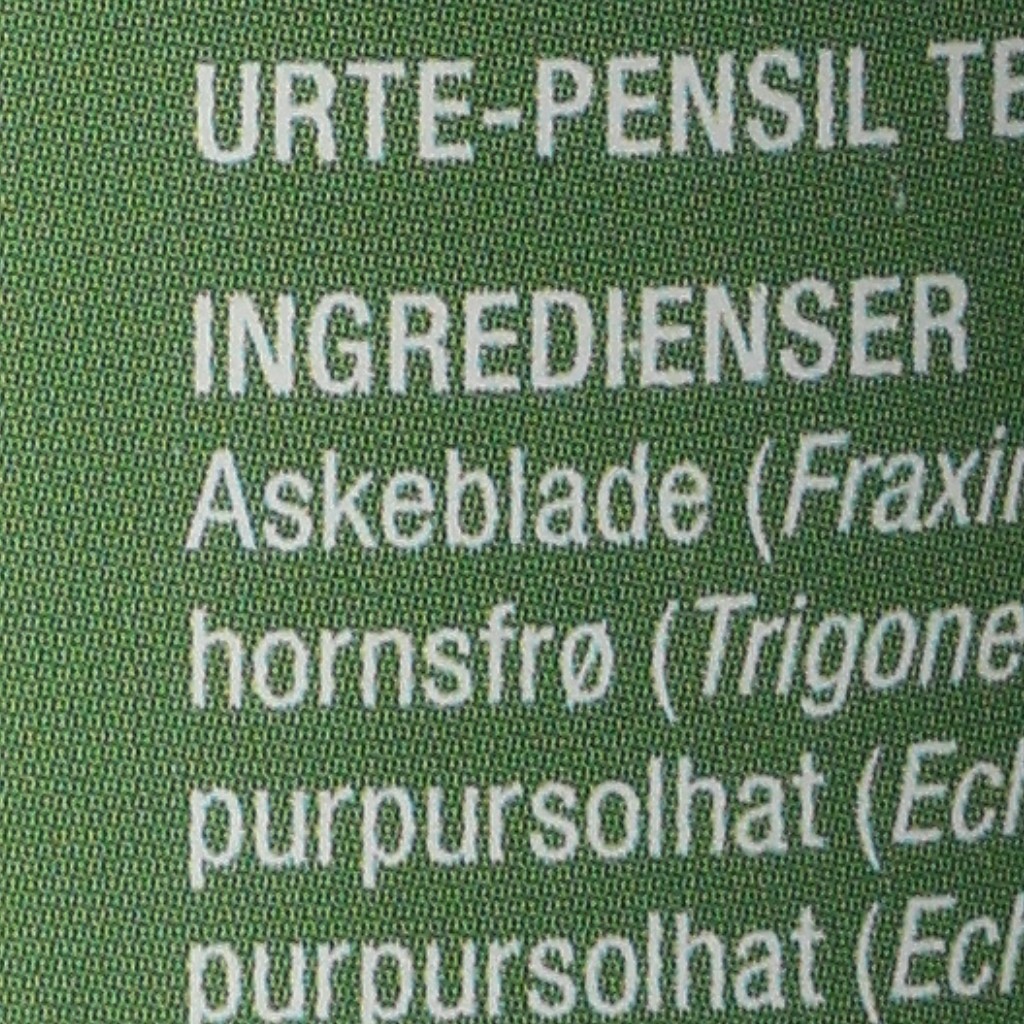 URTE-PENSIL TE
INGREDIENSER
Askeblade (Fraxin
hornsfrø (Trigone
purpursolhat (Ech
purpursolhat (Ech